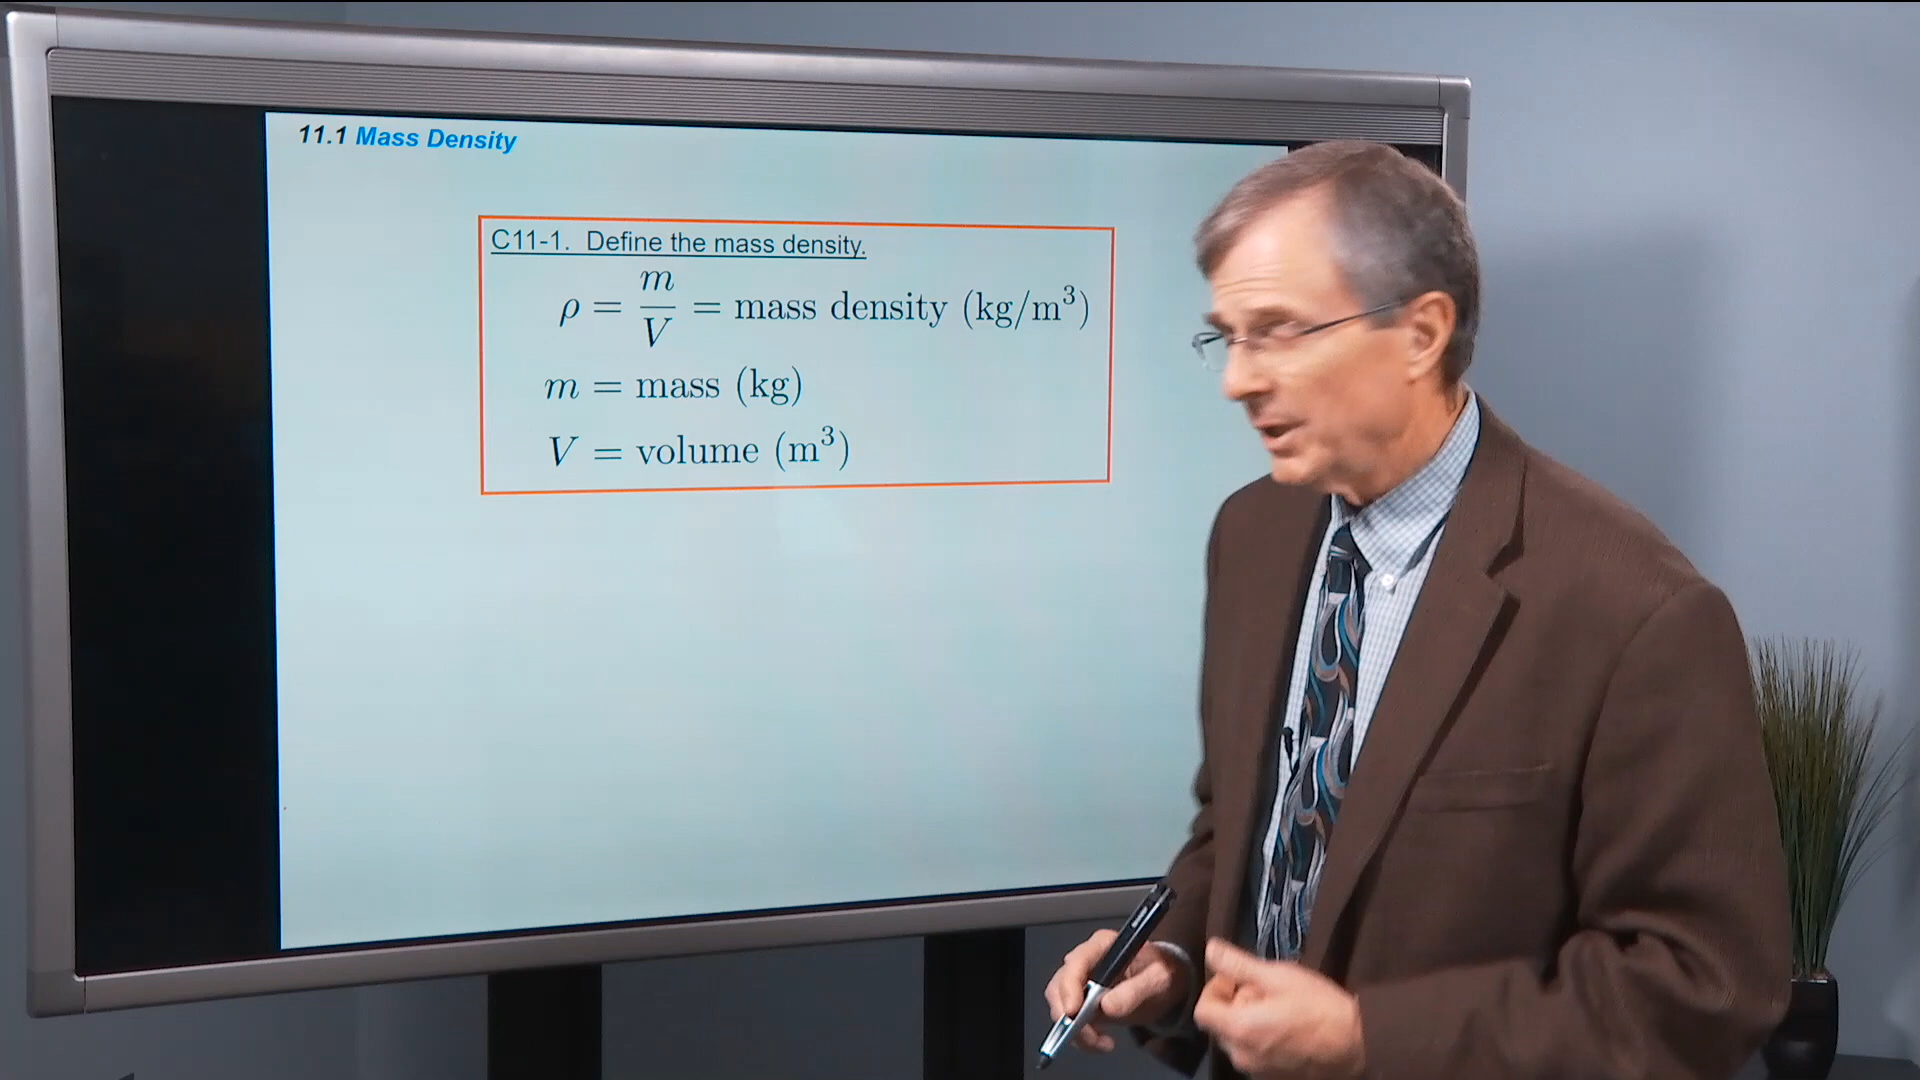 11.1 Mass Density
C11-1. Define the mass density.
ρ = m/V = mass density (kg/m³)
m = mass (kg)
V = volume (m³)